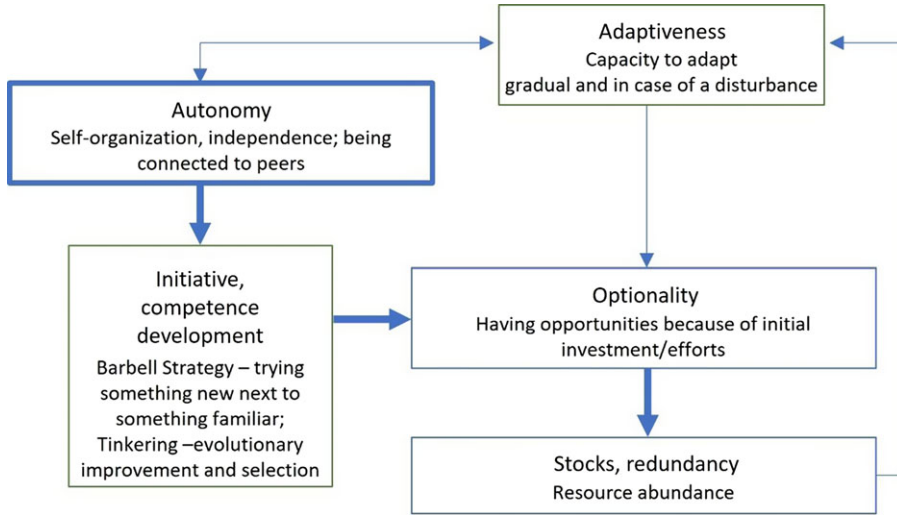 Adaptiveness
Capacity to adapt
gradual and in case of a disturbance
Autonomy
Self-organization, independence; being
connected to peers
Initiative,
competence
development
Barbell Strategy – trying
something new next to
something familiar;
Tinkering –evolutionary
improvement and selection
Optionality
Having opportunities because of initial
investment/efforts
Stocks, redundancy
Resource abundance